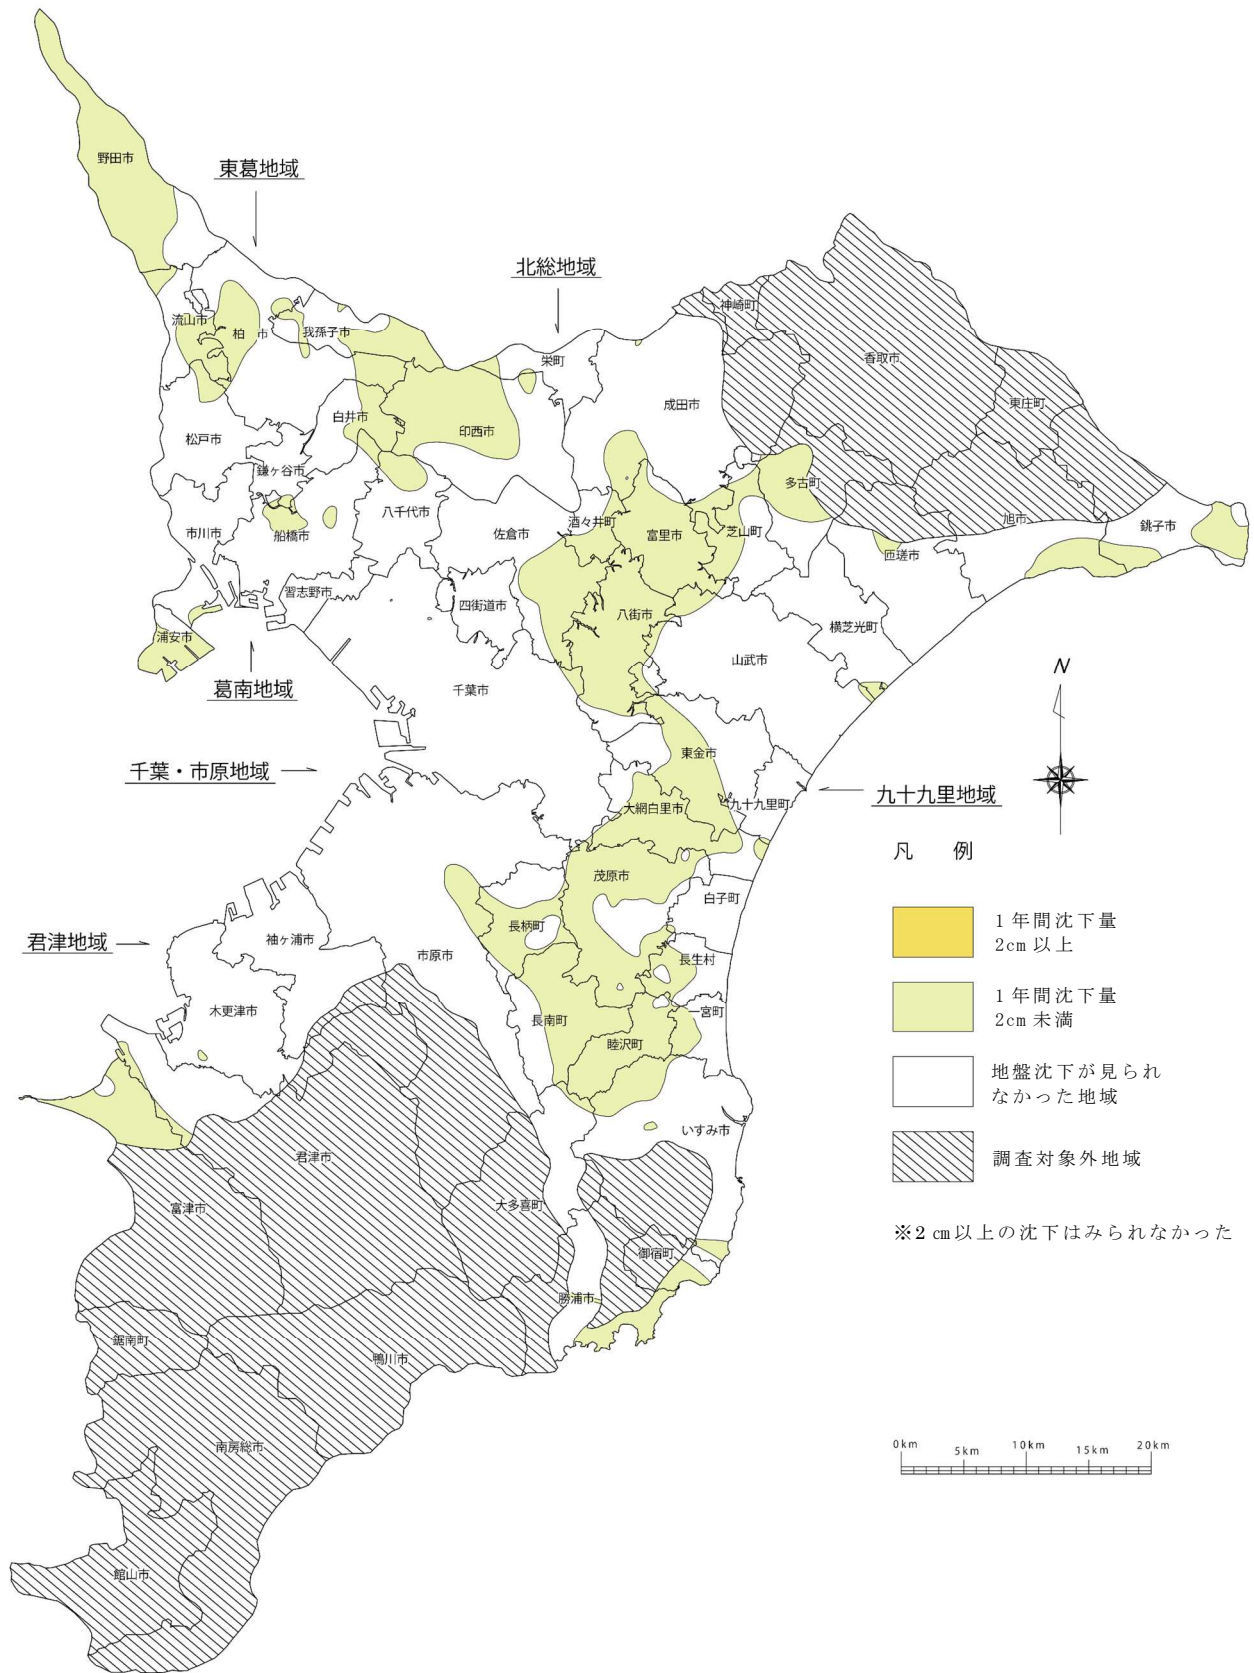 野田市
東葛地域
北総地域
神崎町
流山市
柏 市
我孫子市
栄町
香取市
成田市
東庄町
白井市
印西市
松戸市
鎌ヶ谷市
多古町
八千代市
酒々井町
旭市
銚子市
市川市
船橋市
佐倉市
富里市
芝山町
匝瑳市
習志野市
四街道市
八街市
横芝光町
浦安市
山武市
葛南地域
千葉市
N
東金市
千葉・市原地域
九十九里地域
大網白里市
九十九里町
凡 例
茂原市
白子町
1年間沈下量
2cm以上
長柄町
君津地域
袖ヶ浦市
市原市
長生村
1年間沈下量
2cm未満
木更津市
長南町
一宮町
睦沢町
地盤沈下が見られ
なかった地域
いすみ市
君津市
調査対象外地域
富津市
大多喜町
※2㎝以上の沈下はみられなかった
御宿町
勝浦市
鋸南町
鴨川市
南房総市
0km 5km 10km 15km 20km
館山市